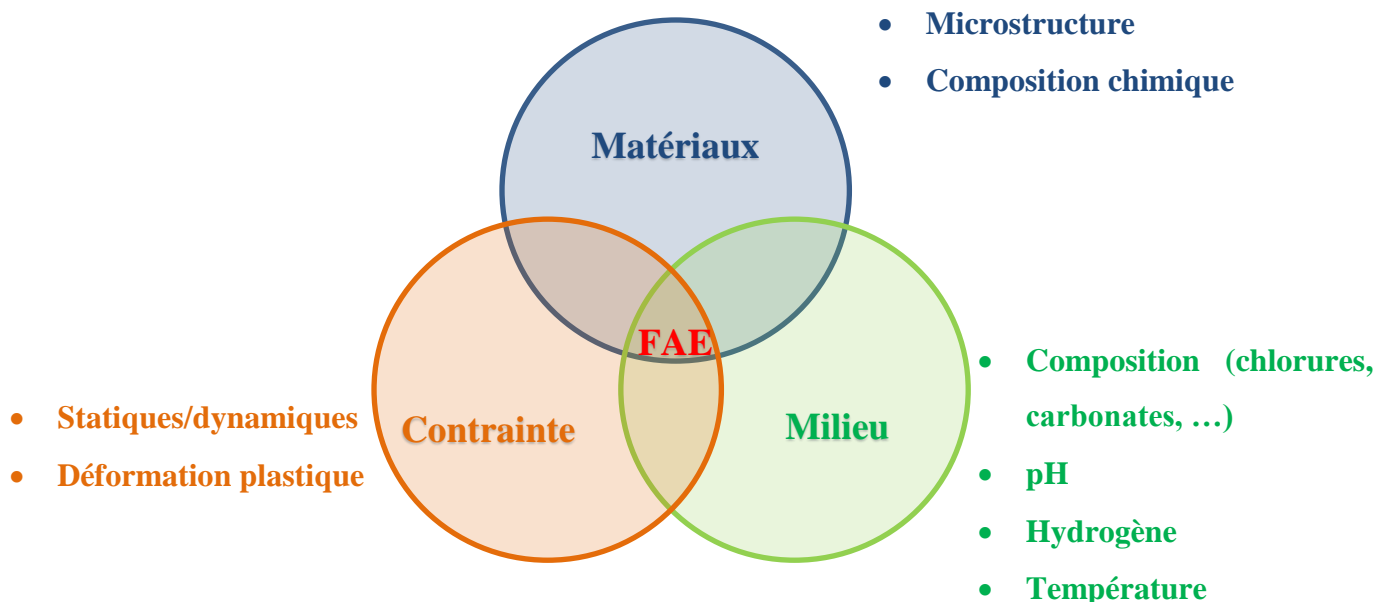 • Microstructure
• Composition chimique
Matériaux
FAE
Contrainte
Milieu
• Statiques/dynamiques
• Déformation plastique
• Composition (chlorures,
carbonates, …)
• pH
• Hydrogène
• Température